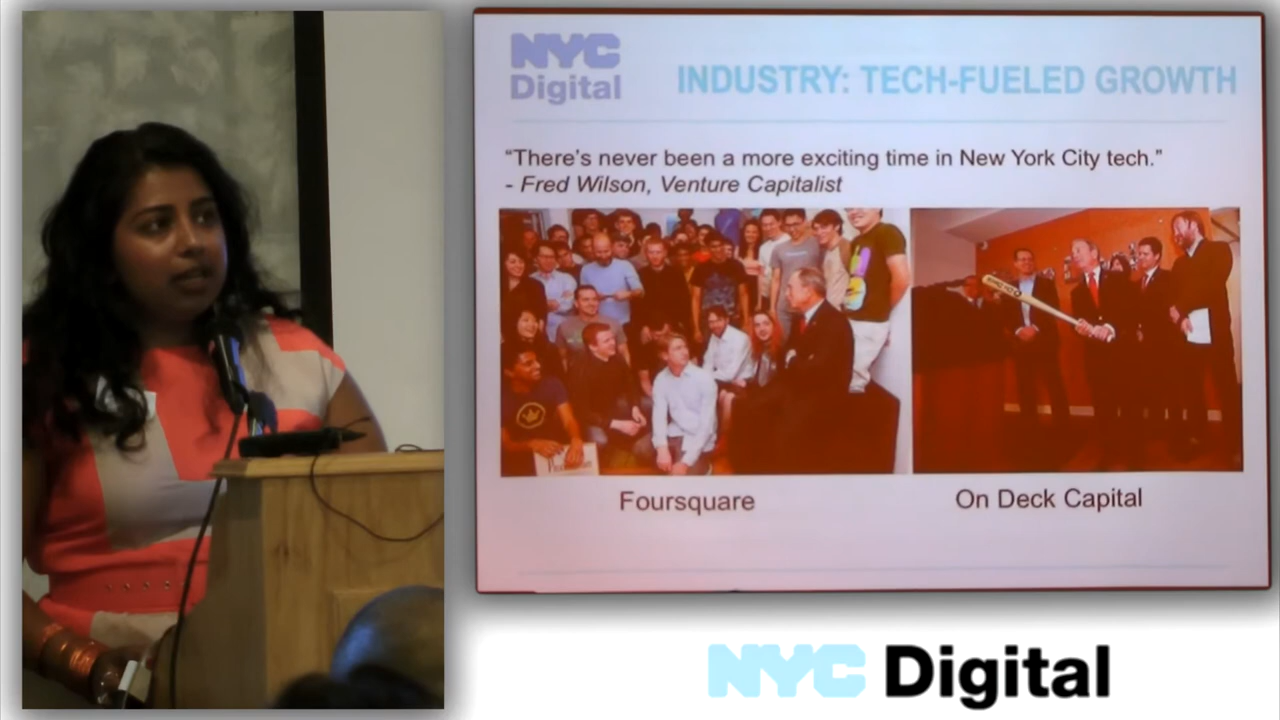 NYC
Digital
INDUSTRY: TECH-FUELED GROWTH
“There’s never been a more exciting time in New York City tech.”
- Fred Wilson, Venture Capitalist
Foursquare
On Deck Capital
NYC Digital